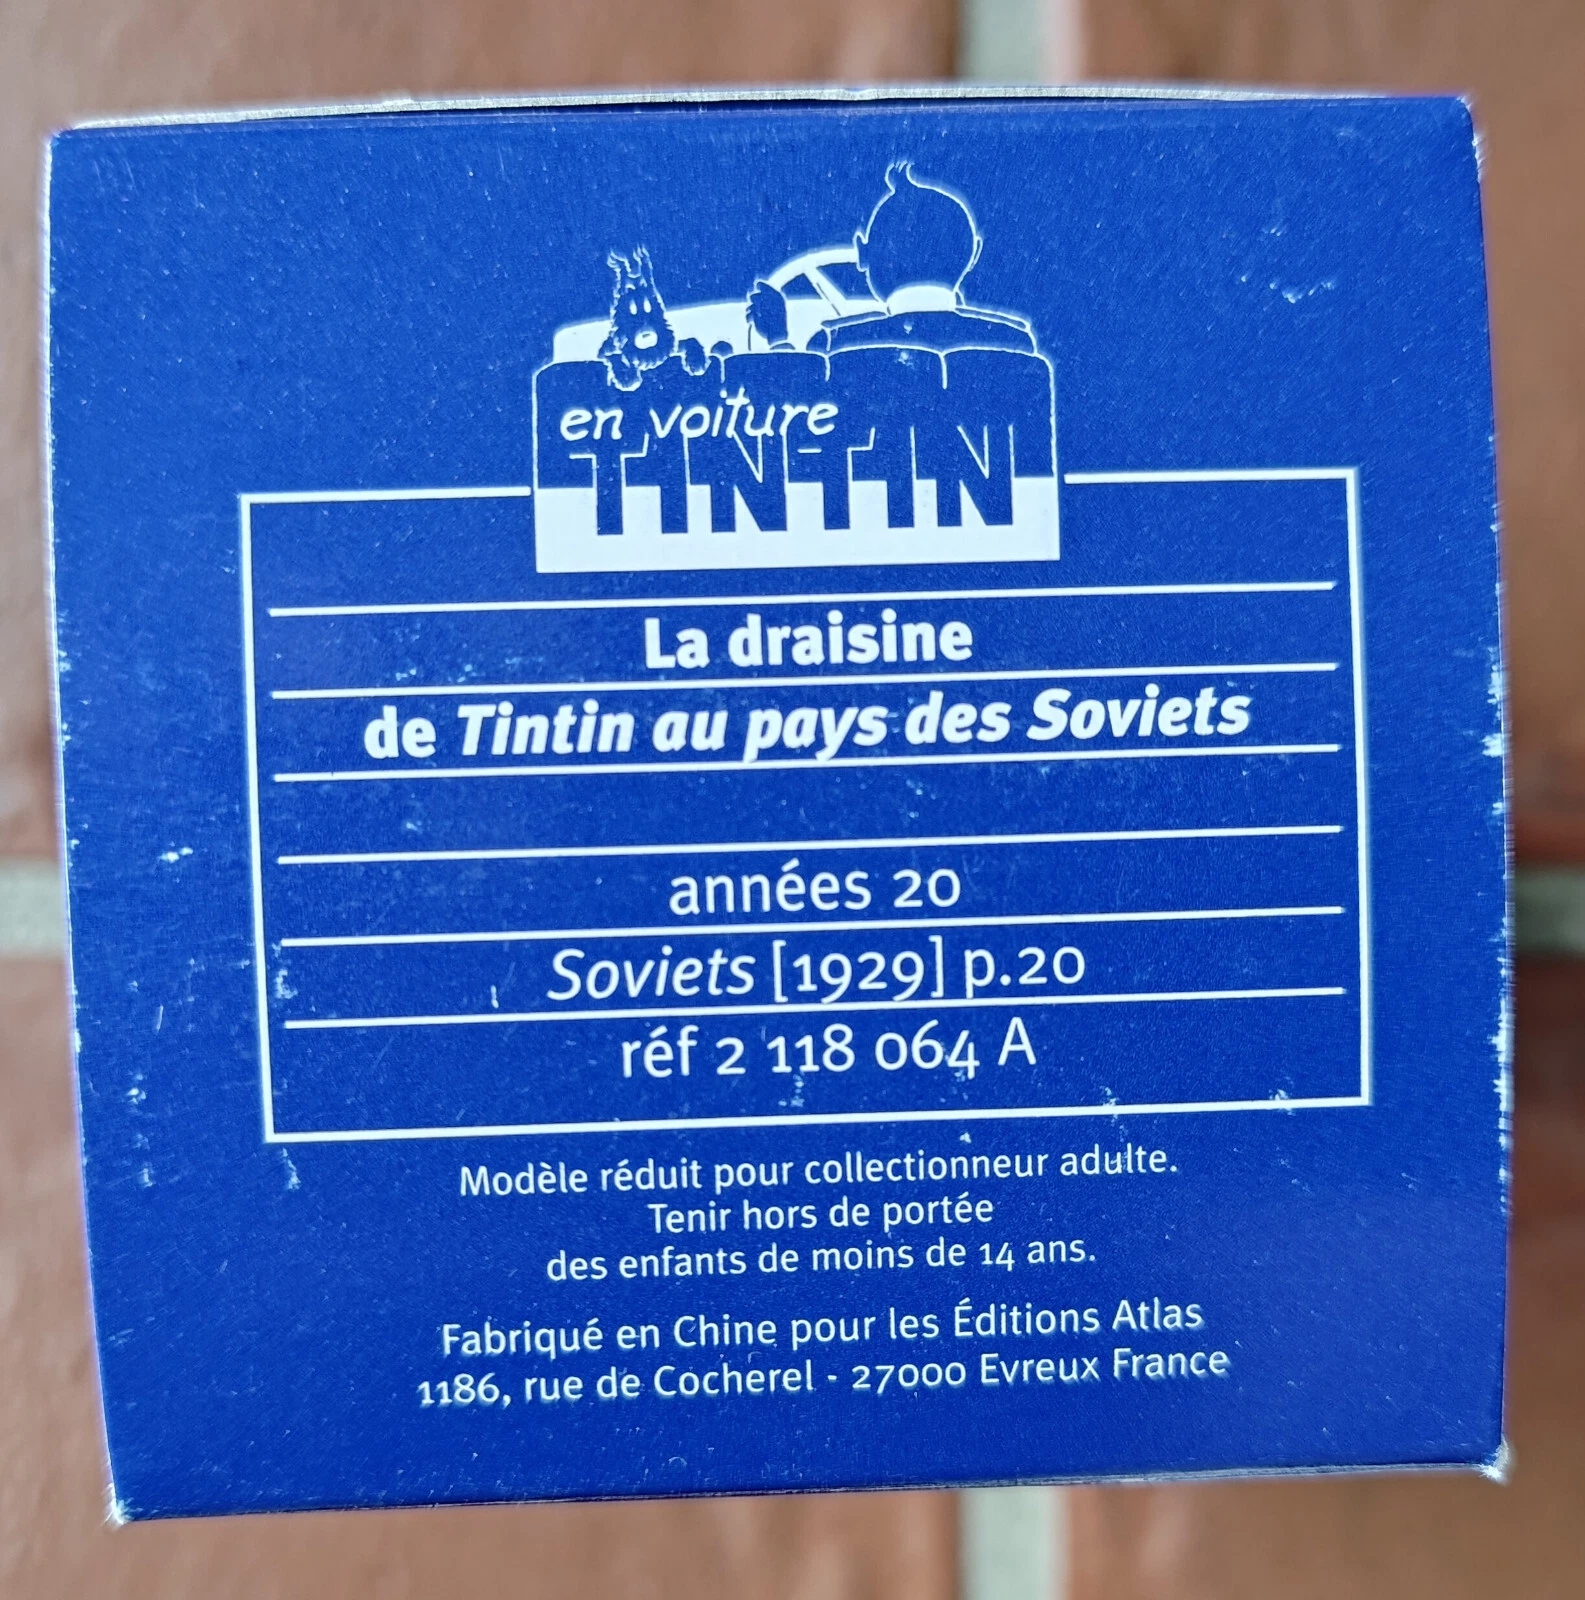 en voiture
TINTIN
La draisine
de Tintin au pays des Soviets
années 20
Soviets [1929] p.20
réf 2 118 064 A
Modèle réduit pour collectionneur adulte.
Tenir hors de portée
des enfants de moins de 14 ans.
Fabriqué en Chine pour les Éditions Atlas
1186, rue de Cocherel - 27000 Evreux France